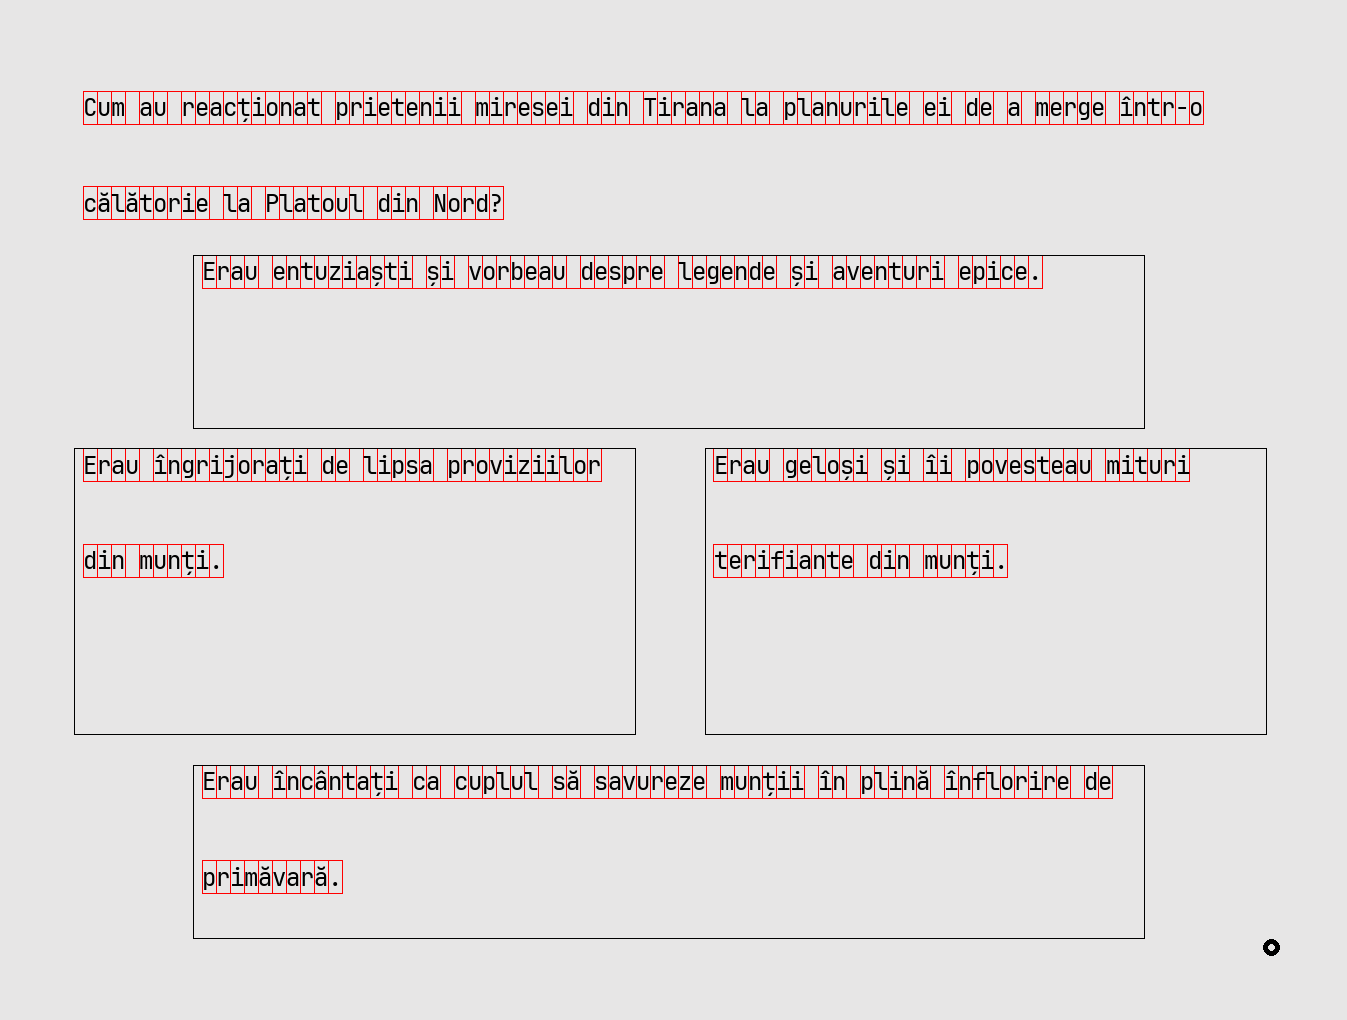 Cum au reacționat prietenii miresei din Tirana la planurile ei de a merge într-o
călătorie la Platoul din Nord?
Erau entuziaști și vorbeau despre legende și aventuri epice.
Erau îngrijorați de lipsa proviziilor
din munți.
Erau geloși și îi povesteau mituri
terifiante din munți.
Erau încântați ca cuplul să savureze munții în plină înflorire de
primăvară.